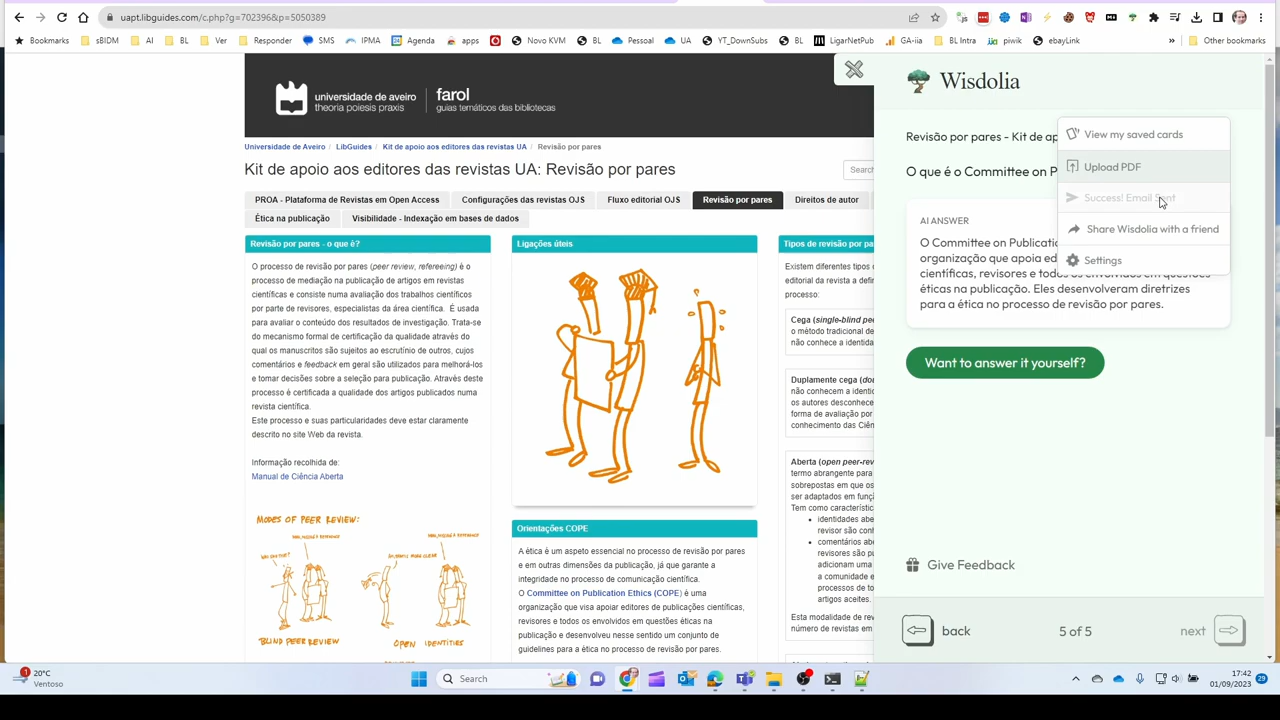 uapt.libguides.com/c.php?g=702396&p=5050389
Bookmarks
sBIDM
AI
BL
Ver
Responder
SMS
IPMA
Agenda
apps
Novo KVM
BL
Pessoal
UA
YT_DownSubs
BL
LigarNetPub
GA-iia
BL Intra
piwik
ebayLink
»
Other bookmarks
universidade de aveiro
theoria poiesis praxis
farol
guias temáticos das bibliotecas
Universidade de Aveiro / LibGuides / Kit de apoio aos editores das revistas UA / Revisão por pares
Kit de apoio aos editores das revistas UA: Revisão por pares
Search
PROA - Plataforma de Revistas em Open Access
Configurações das revistas OJS
Fluxo editorial OJS
Revisão por pares
Direitos de autor
Ética na publicação
Visibilidade - Indexação em bases de dados
Revisão por pares - o que é?
O processo de revisão por pares (peer review, refereeing) é o
processo de mediação na publicação de artigos em revistas
científicas e consiste numa avaliação dos trabalhos científicos
por parte de revisores, especialistas da área científica. É usada
para avaliar o conteúdo dos resultados de investigação. Trata-se
do mecanismo formal de certificação da qualidade através do
qual os manuscritos são sujeitos ao escrutínio de outros, cujos
comentários e feedback em geral são utilizados para melhorá-los
e tomar decisões sobre a seleção para publicação. Através deste
processo é certificada a qualidade dos artigos publicados numa
revista científica.
Este processo e suas particularidades deve estar claramente
descrito no site Web da revista.
Informação recolhida de:
Manual de Ciência Aberta
MODES OF PEER REVIEW:
BLIND PEER REVIEW
OPEN IDENTITIES
Ligações úteis
Orientações COPE
A ética é um aspeto essencial no processo de revisão por pares
e em outras dimensões da publicação, já que garante a
integridade no processo de comunicação científica.
O Committee on Publication Ethics (COPE) é uma
organização que visa apoiar editores de publicações científicas,
revisores e todos os envolvidos em questões éticas na
publicação e desenvolveu nesse sentido um conjunto de
guidelines para a ética no processo de revisão por pares.
Tipos de revisão por pa
Existem diferentes tipos
editorial da revista a defin
processo:
Cega (single-blind pee
o método tradicional de
não conhece a identida
Duplamente cega (dou
não conhecem a identi
os autores desconhece
forma de avaliação por
conhecimento das Ciên
Aberta (open peer-rev
termo abrangente para
sobrepostas em que os
ser adaptados em funç
Tem como característic
identidades abe
revisor são conh
comentários abe
revisores são pu
adicionam uma
a comunidade e
processos de to
artigos aceites.
Esta modalidade de rev
número de revistas em
Wisdolia
Revisão por pares - Kit de ap
O que é o Committee on P
View my saved cards
Upload PDF
Success! Email Sent
Share Wisdolia with a friend
Settings
AI ANSWER
O Committee on Publicatio
organização que apoia ed
científicas, revisores e todos os envolvidos em questões
éticas na publicação. Eles desenvolveram diretrizes
para a ética no processo de revisão por pares.
Want to answer it yourself?
Give Feedback
back
5 of 5
next
1
20°C
Ventoso
Search
17:42
01/09/2023
29